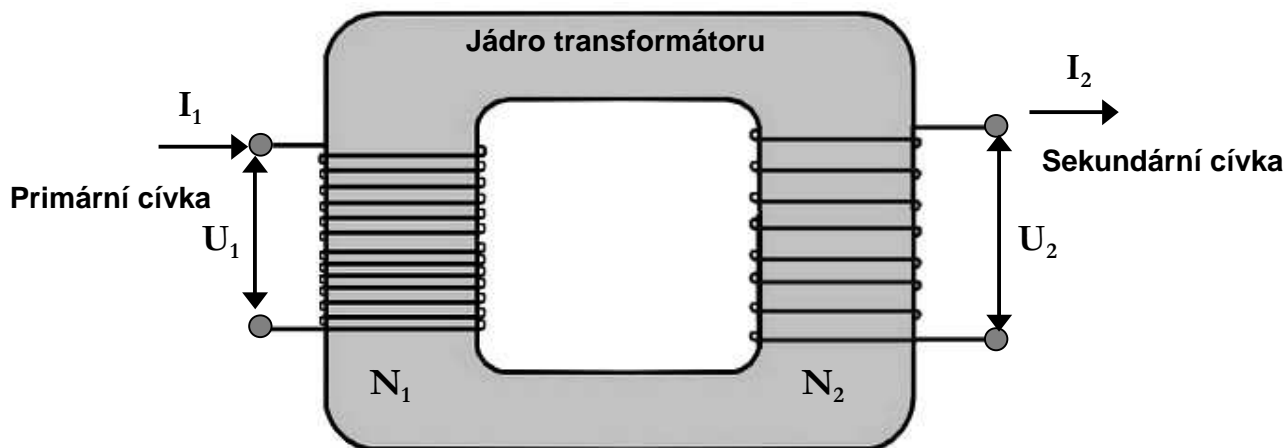 Jádro transformátoru
I₁
I₂
Primární cívka
Sekundární cívka
U₁
U₂
N₁
N₂